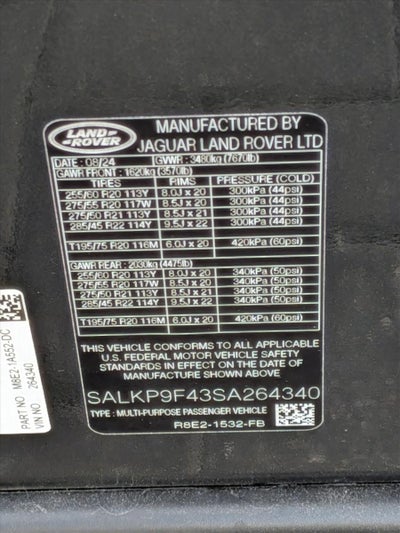 LAND
ROVER
MANUFACTURED BY
JAGUAR LAND ROVER LTD
DATE: 08/24 GVWR: 3480kg (7670lb)
GAWR FRONT: 1620kg (3570lb)
TIRES RIMS PRESSURE (COLD)
255/60 R20 113Y 8.0J x 20 300kPa (44psi)
275/55 R20 117W 8.5J x 20 300kPa (44psi)
275/50 R21 113Y 8.5J x 21 300kPa (44psi)
285/45 R22 114Y 9.5J x 22 300kPa (44psi)
T195/75 R20 116M 6.0J x 20 420kPa (60psi)
GAWR REAR: 2030kg (4475lb)
255/60 R20 113Y 8.0J x 20 340kPa (50psi)
275/55 R20 117W 8.5J x 20 340kPa (50psi)
275/50 R21 113Y 8.5J x 21 340kPa (50psi)
285/45 R22 114Y 9.5J x 22 340kPa (50psi)
T195/75 R20 116M 6.0J x 20 420kPa (60psi)
THIS VEHICLE CONFORMS TO ALL APPLICABLE
U.S. FEDERAL MOTOR VEHICLE SAFETY
STANDARDS IN EFFECT ON THE DATE OF
MANUFACTURE SHOWN ABOVE.
SALKP9F43SA264340
TYPE : MULTI-PURPOSE PASSENGER VEHICLE
R8E2-1532-FB
PART NO M8E2-1A552-DC
VIN NO. 264340